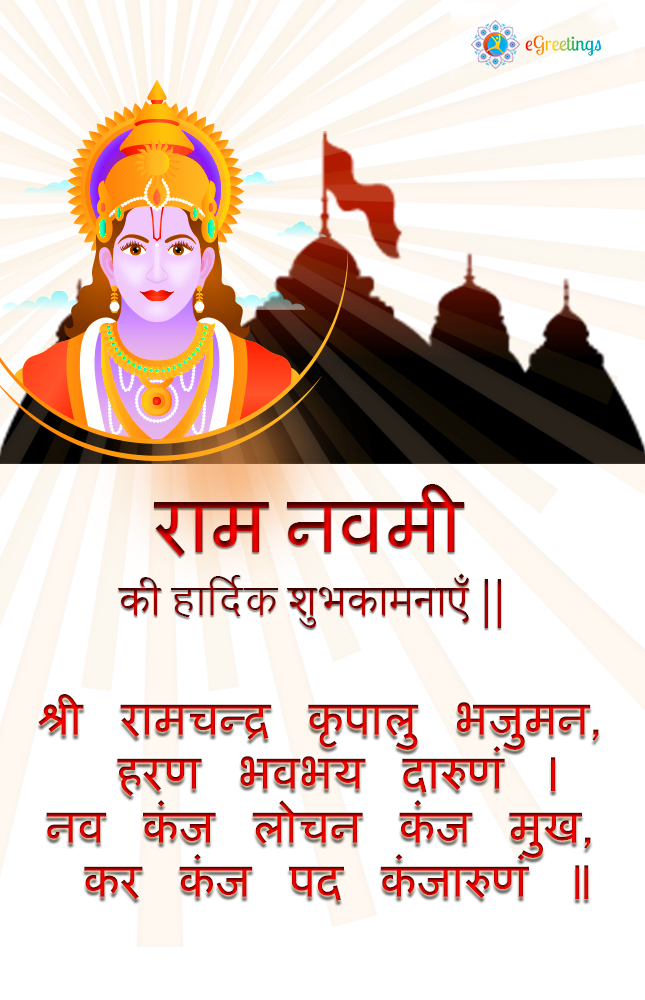 eGreetings
राम नवमी
की हार्दिक शुभकामनाएँ ||
श्री रामचन्द्र कृपालु भजुमन,
हरण भवभय दारुणं ।
नव कंज लोचन कंज मुख,
कर कंज पद कंजारुणं ॥